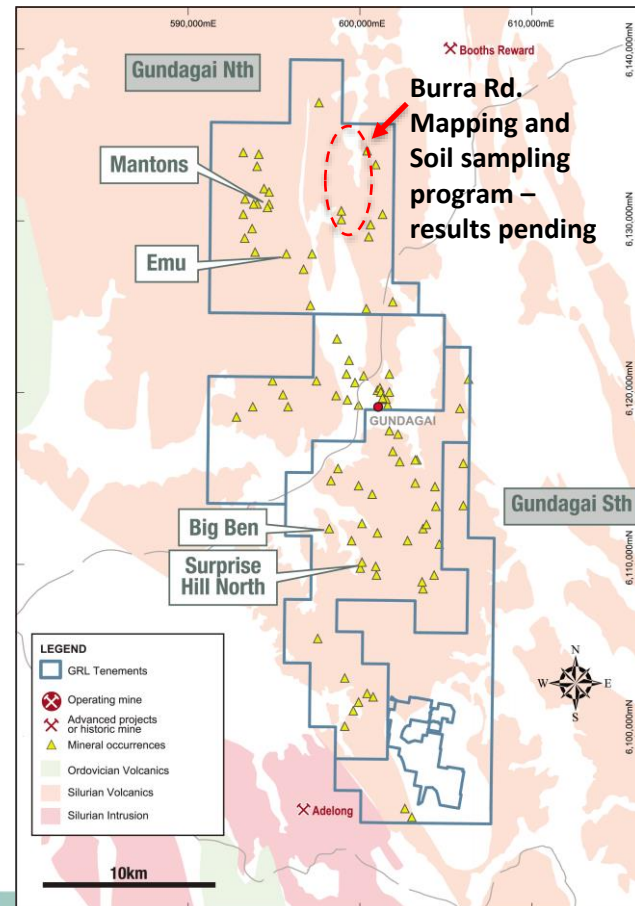 590,000mE
600,000mE
610,000mE
6,140,000mN
Booths Reward
Gundagai Nth
Burra Rd.
Mapping and
Soil sampling
program –
results pending
Mantons
6,130,000mN
Emu
6,120,000mN
GUNDAGAI
Big Ben
Gundagai Sth
Surprise
Hill North
6,110,000mN
LEGEND
GRL Tenements
Operating mine
Advanced projects
or historic mine
Mineral occurrences
Ordovician Volcanics
Silurian Volcanics
Silurian Intrusion
N
W
E
S
6,100,000mN
Adelong
10km